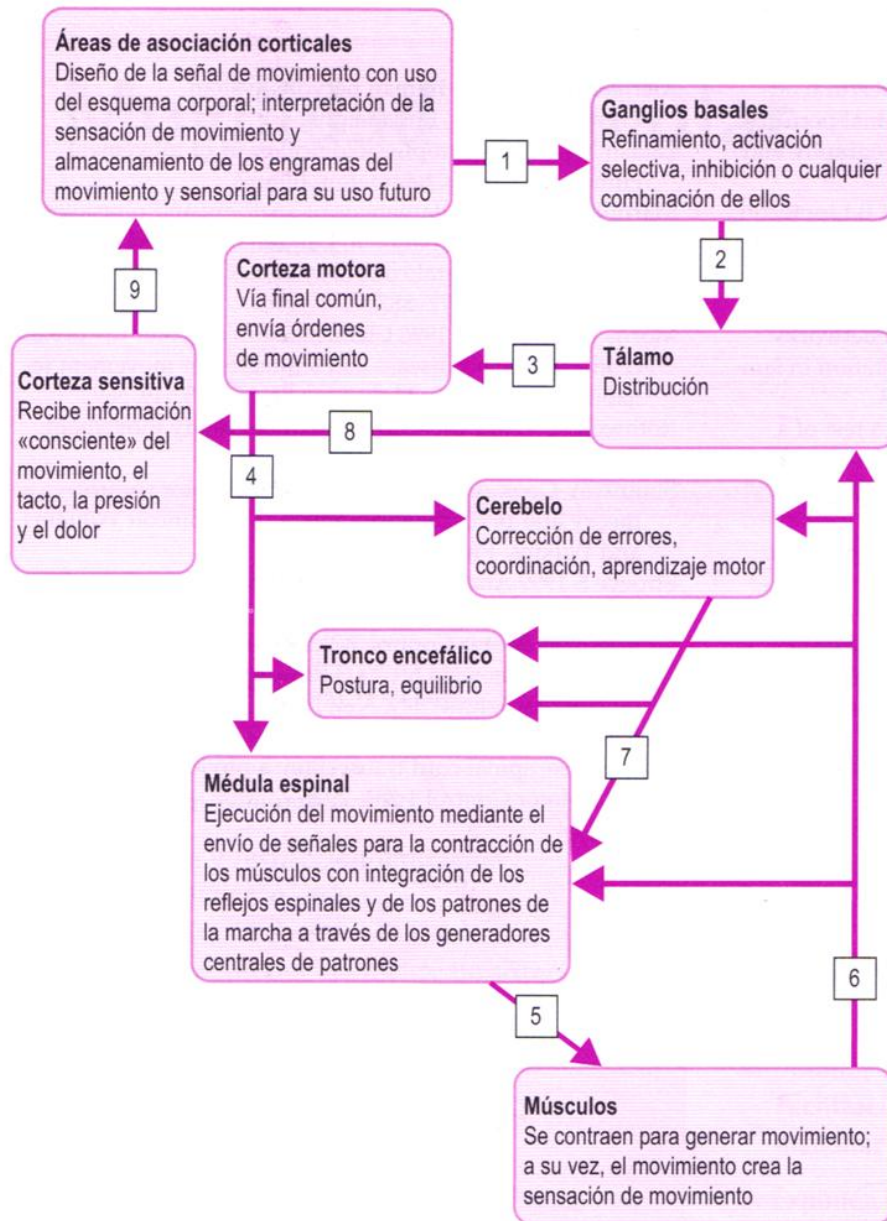 Áreas de asociación corticales
Diseño de la señal de movimiento con uso
del esquema corporal; interpretación de la
sensación de movimiento y
almacenamiento de los engramas del
movimiento y sensorial para su uso futuro
1
Ganglios basales
Refinamiento, activación
selectiva, inhibición o cualquier
combinación de ellos
2
9
Corteza motora
Vía final común,
envía órdenes
de movimiento
3
Tálamo
Distribución
Corteza sensitiva
Recibe información
«consciente» del
movimiento, el
tacto, la presión
y el dolor
8
4
Cerebelo
Corrección de errores,
coordinación, aprendizaje motor
Tronco encefálico
Postura, equilibrio
7
Médula espinal
Ejecución del movimiento mediante el
envío de señales para la contracción de
los músculos con integración de los
reflejos espinales y de los patrones de
la marcha a través de los generadores
centrales de patrones
5
6
Músculos
Se contraen para generar movimiento;
a su vez, el movimiento crea la
sensación de movimiento